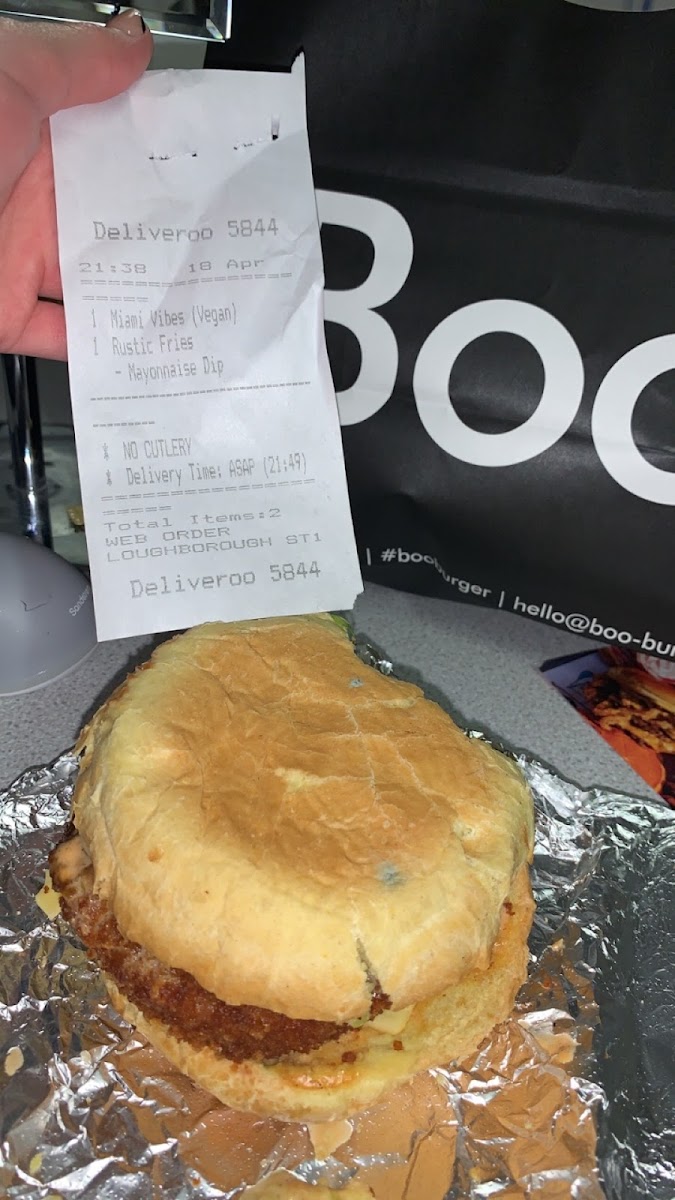 Deliveroo 5844
21:38 18 Apr
==================
=====
1 Miami Vibes (Vegan)
1 Rustic Fries
- Mayonnaise Dip
------------------
------
* NO CUTLERY
* Delivery Time: ASAP (21:49)
==================
=====
Total Items:2
WEB ORDER
LOUGHBOROUGH ST1
Deliveroo 5844
Boo
| #booburger | hello@boo-bu